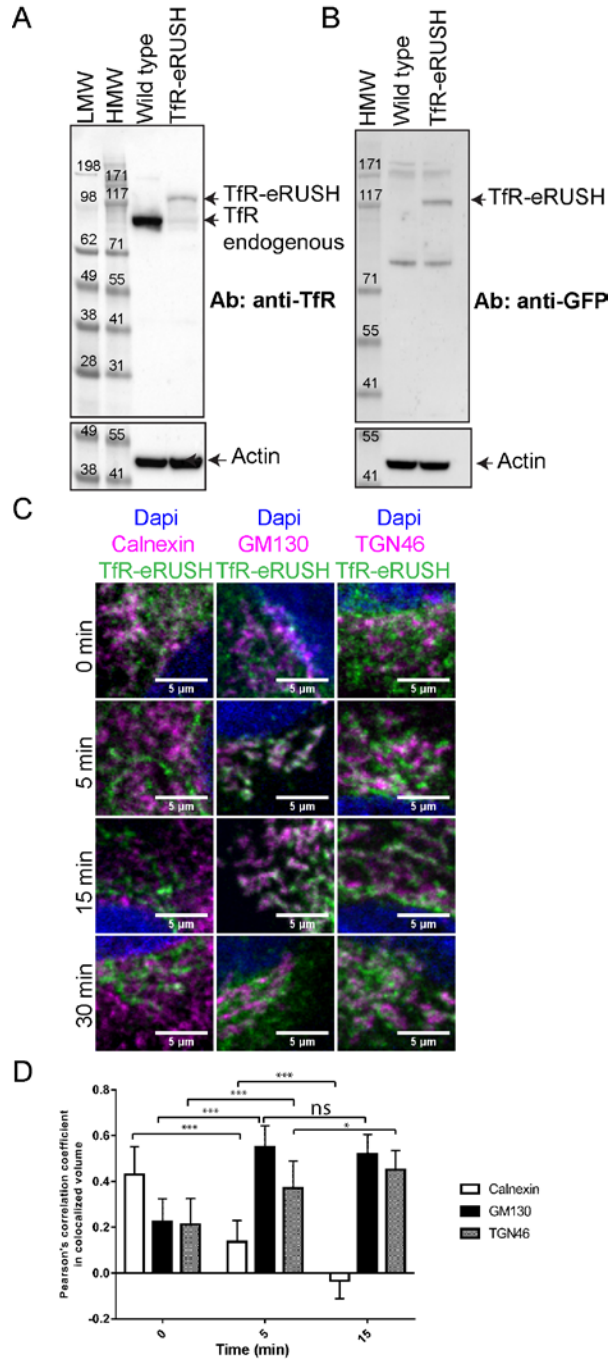 A
LMW
HMW
Wild type
TfR-eRUSH
198
171
98
117
62
71
49
55
38
41
28
31
TfR-eRUSH
TfR
endogenous
Ab: anti-TfR
49
55
38
41
Actin
B
HMW
Wild type
TfR-eRUSH
171
117
71
55
41
TfR-eRUSH
Ab: anti-GFP
55
41
Actin
C
Dapi Dapi Dapi
Calnexin GM130 TGN46
TfR-eRUSH TfR-eRUSH TfR-eRUSH
0 min
5 µm 5 µm 5 µm
5 min
5 µm 5 µm 5 µm
15 min
5 µm 5 µm 5 µm
30 min
5 µm 5 µm 5 µm
D
Pearson's correlation coefficient
in colocalized volume
0.8
0.6
0.4
0.2
0.0
-0.2
***
***
*** ns
*** *
0 5 15
Time (min)
Calnexin
GM130
TGN46